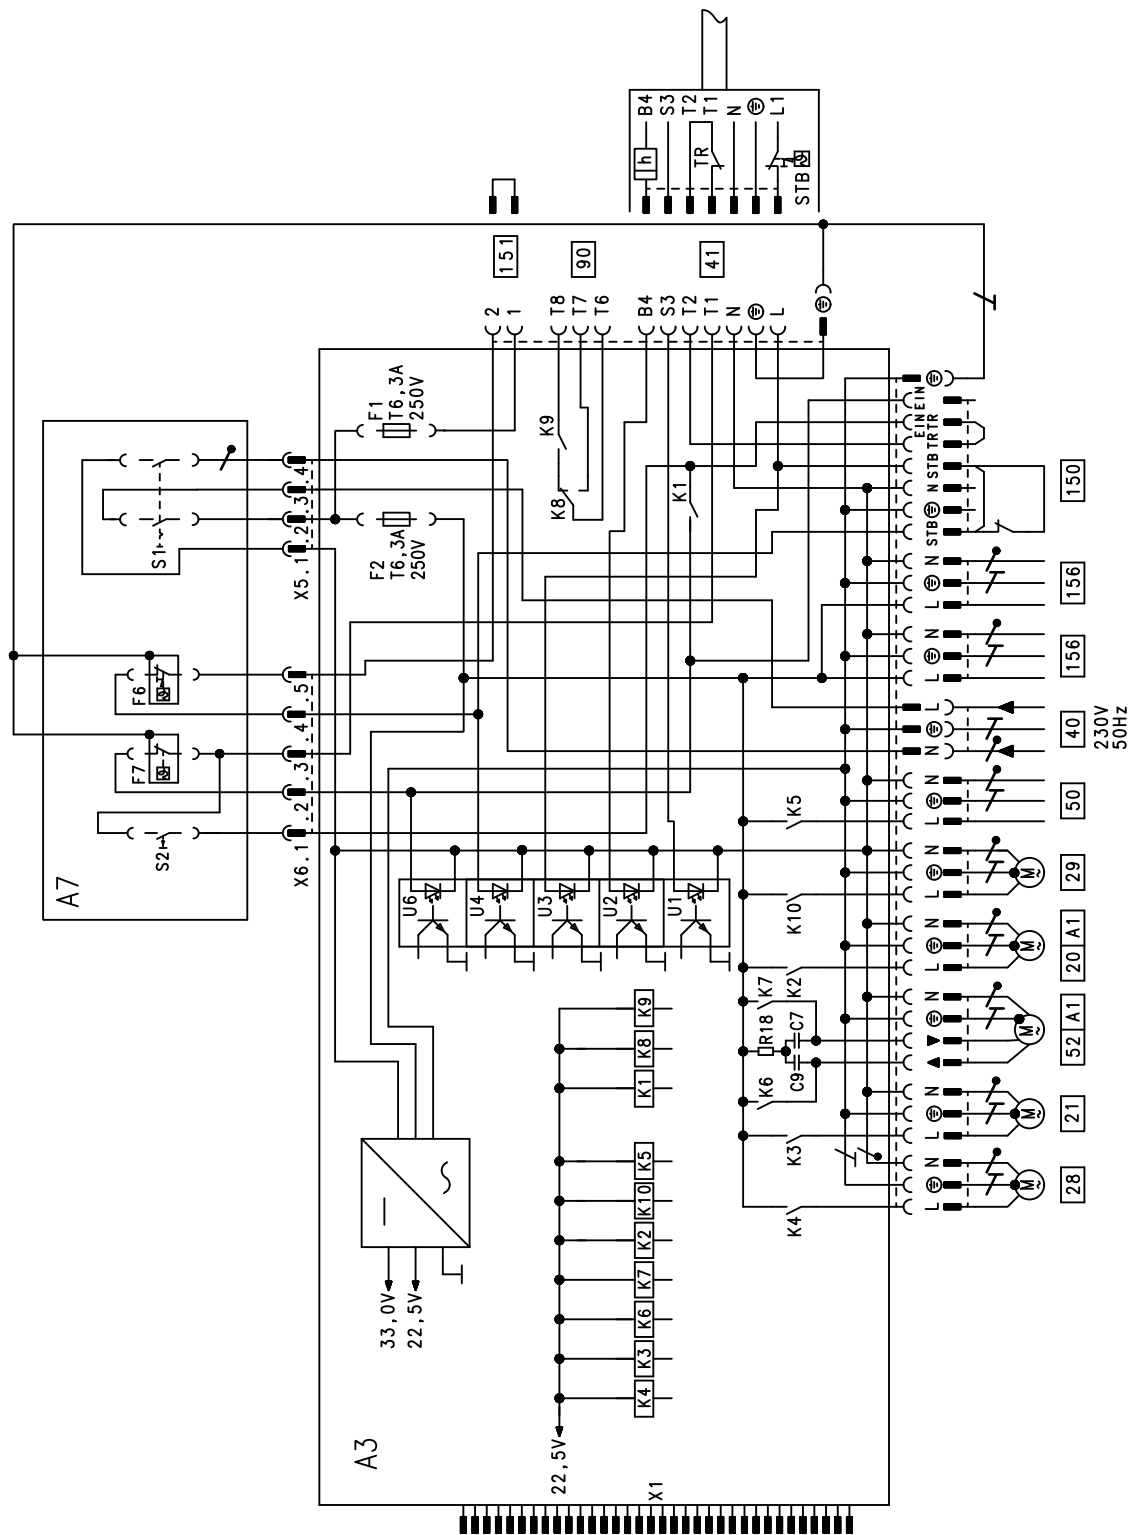 B4
S3
T2
T1
N
L1
h
TR
STB
151
90
41
2
1
T8
T7
T6
B4
S3
T2
T1
N
L
F1
T6,3A
250V
K9
K8
K1
F2
T6,3A
250V
S1
X5.1 .2 .3 .4
F6
F7
S2
X6.1 .2 .3 .4 .5
A7
EIN
EIN
TR
TR
STB
N
STB
150
N
L
156
N
L
156
L
N
40
230V
50Hz
N
L
50
K5
N
L
29
K10
M~
N
L
20 A1
K2
M~
N
52 A1
K7
R18
C7
C9
K6
M~
N
L
21
K3
M~
N
L
28
K4
M~
U6
U4
U3
U2
U1
K9
K8
K1
K5
K10
K2
K7
K6
K3
K4
33,0V
22,5V
22,5V
A3
X1